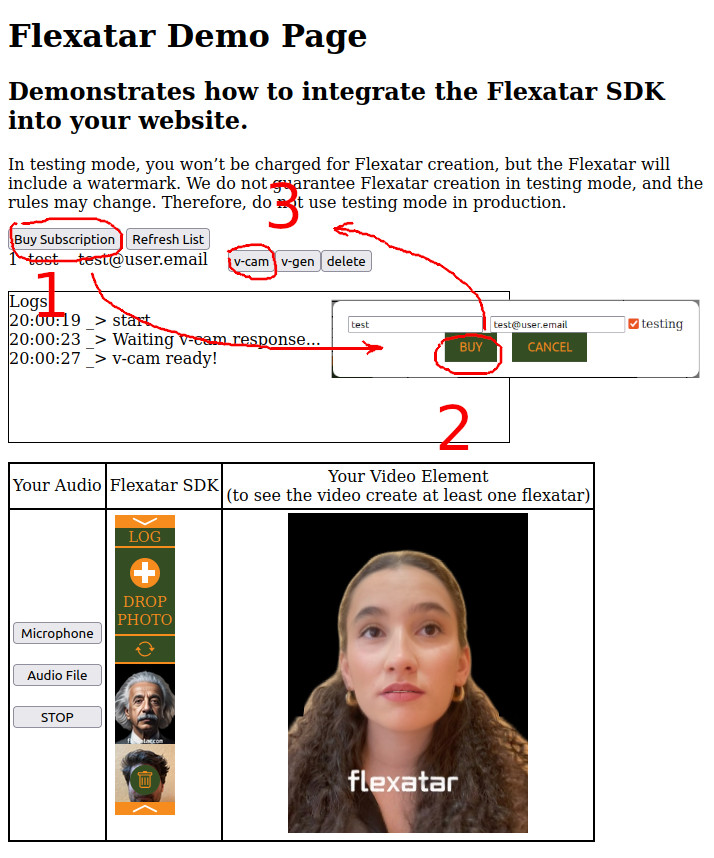 Flexatar Demo Page
Demonstrates how to integrate the Flexatar SDK
into your website.
In testing mode, you won’t be charged for Flexatar creation, but the Flexatar will
include a watermark. We do not guarantee Flexatar creation in testing mode, and the
rules may change. Therefore, do not use testing mode in production.
3
Buy Subscription Refresh List
1 test test@user.email v-cam v-gen delete
1
Logs
20:00:19 _> start
20:00:23 _> Waiting v-cam response...
20:00:27 _> v-cam ready!
test test@user.email testing
BUY CANCEL
2
Your Audio Flexatar SDK Your Video Element
(to see the video create at least one flexatar)
LOG
DROP
PHOTO
Microphone
Audio File
STOP
flexatar